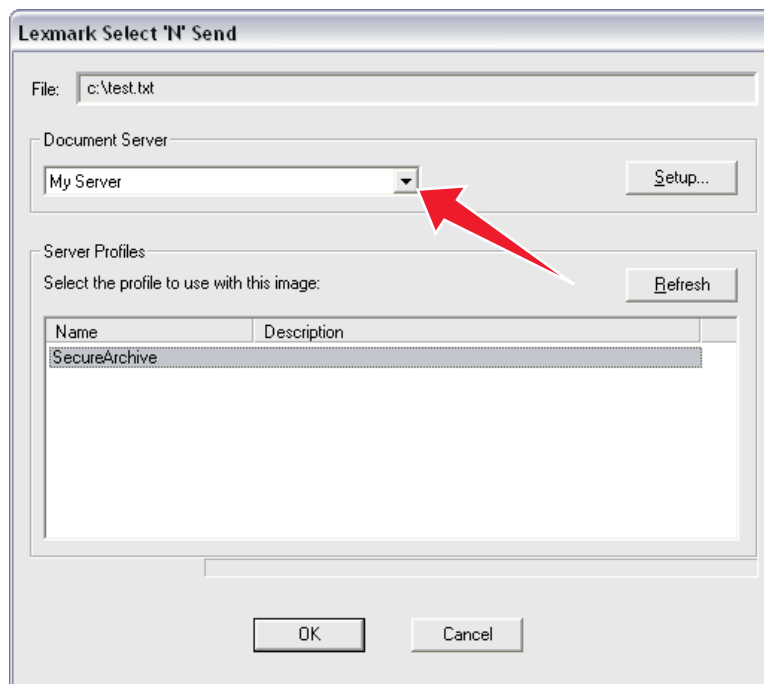 Lexmark Select 'N' Send
File: c:\test.txt
Document Server
My Server Setup...
Server Profiles
Select the profile to use with this image: Refresh
Name Description
SecureArchive
OK Cancel